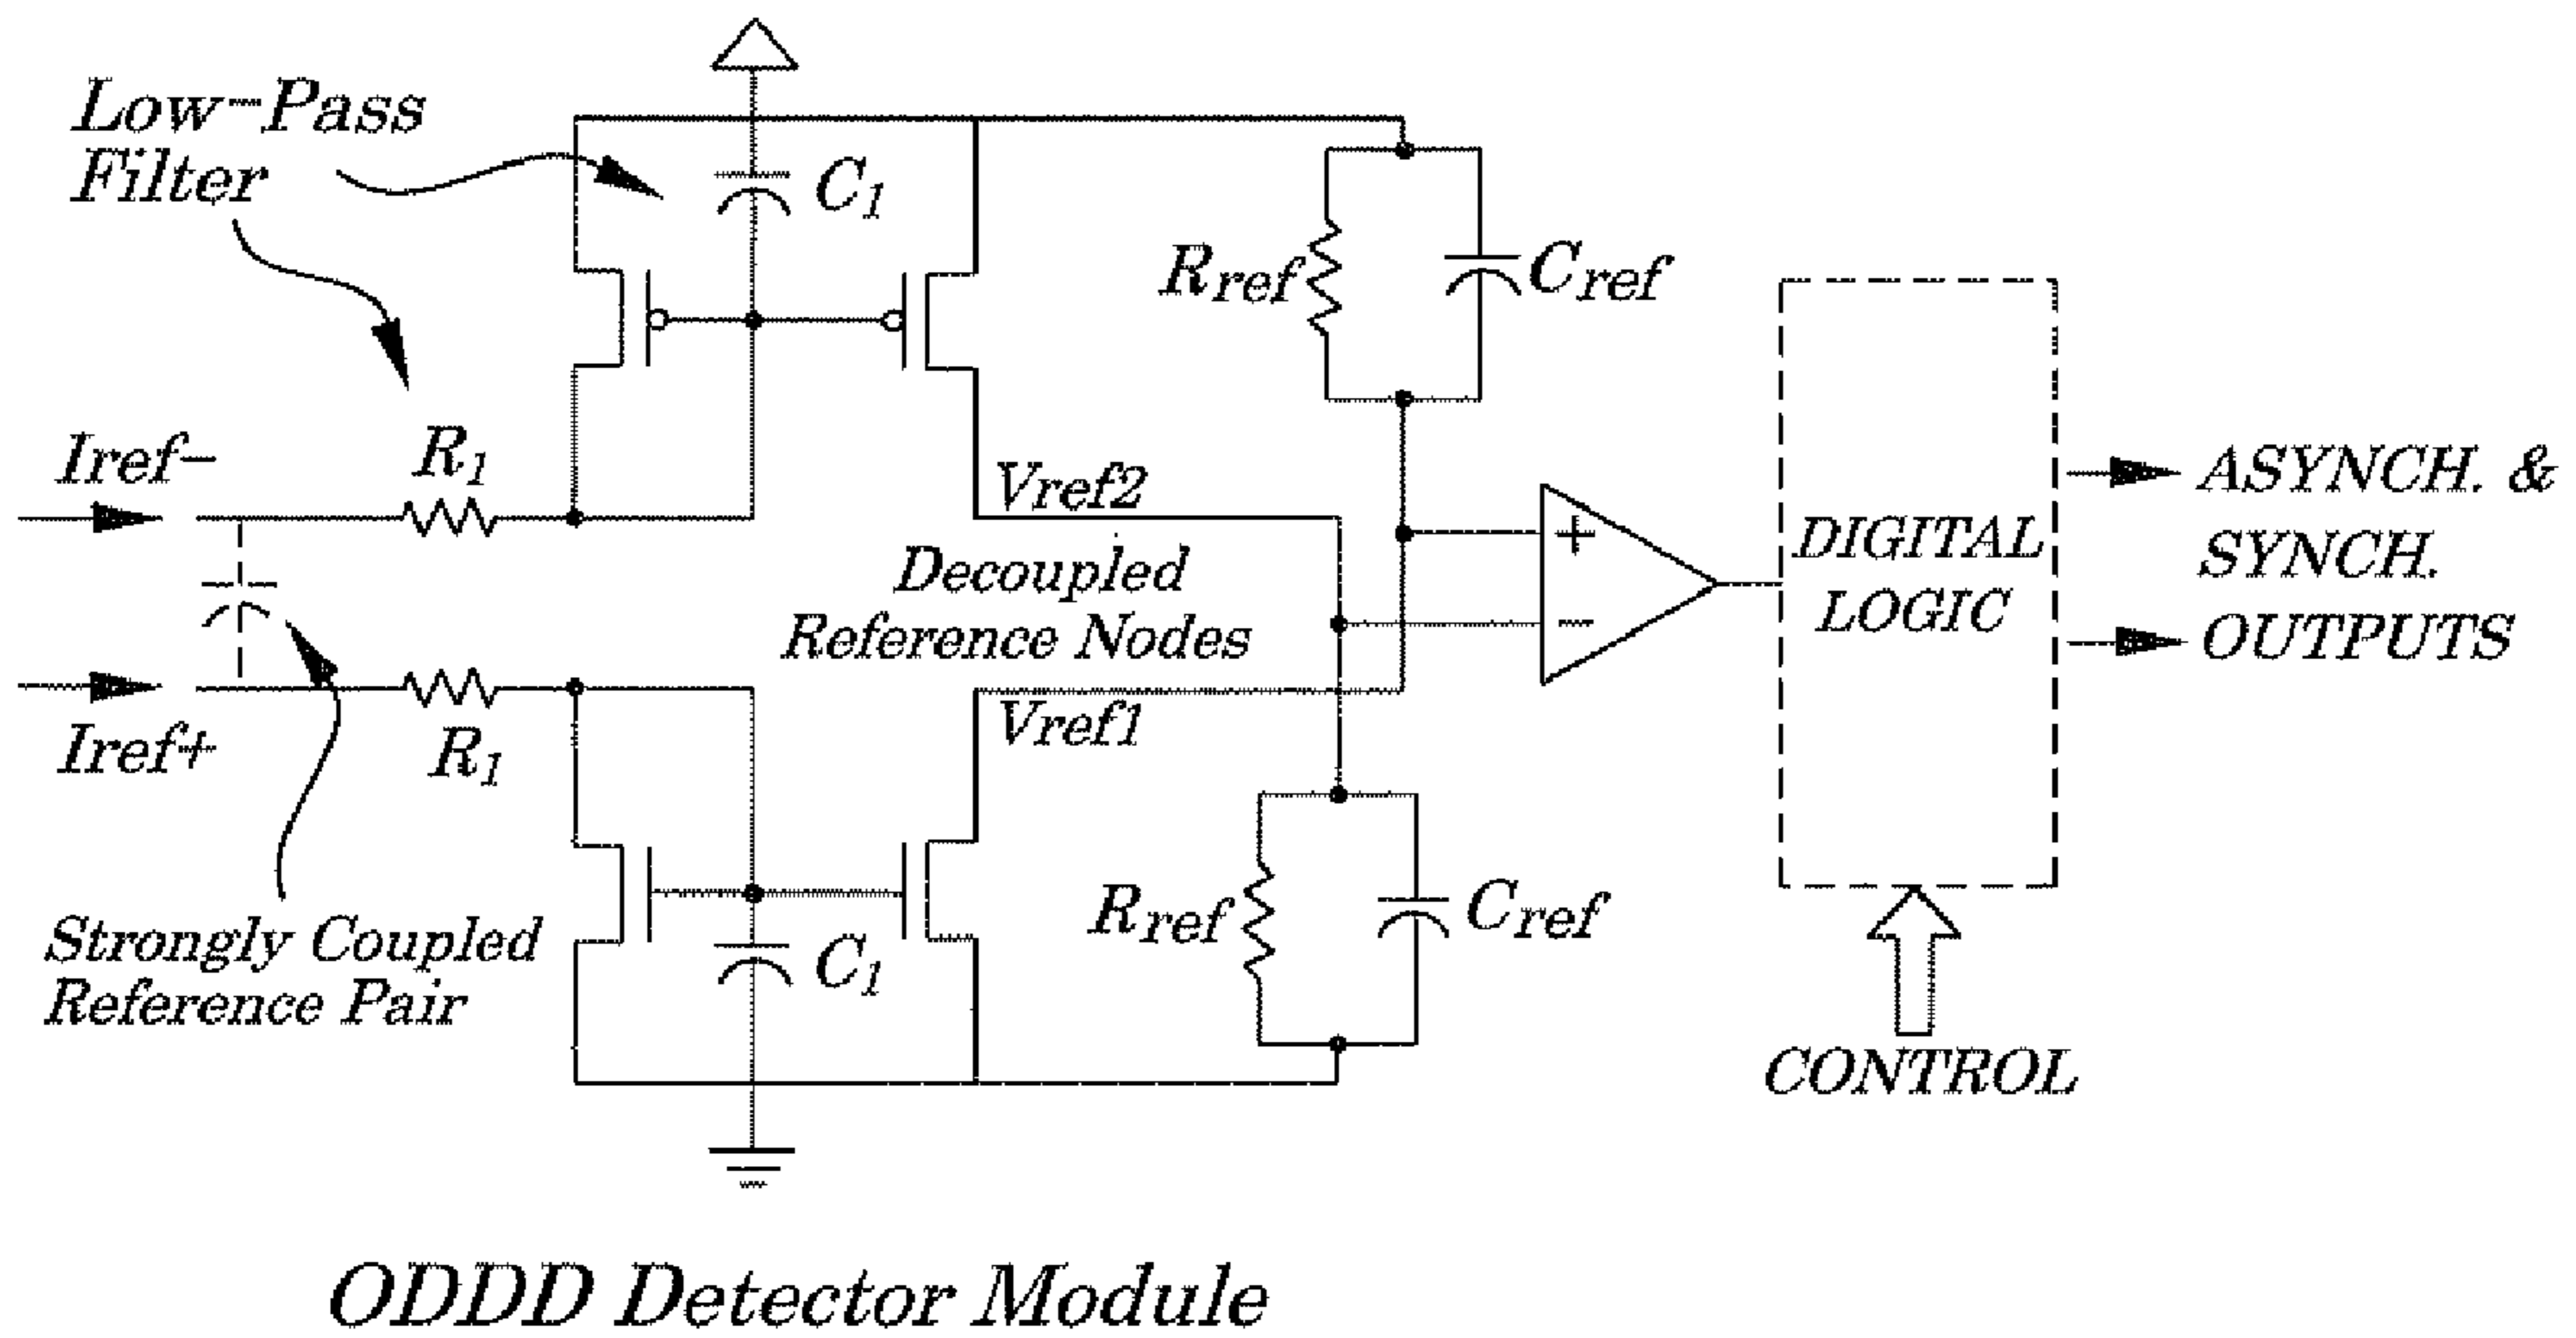 Low-Pass
Filter
C1
Rref
Cref
Iref-
R1
Vref2
Decoupled
Reference Nodes
+
-
DIGITAL
LOGIC
ASYNCH. &
SYNCH.
OUTPUTS
Iref+
R1
Vref1
Rref
Cref
Strongly Coupled
Reference Pair
C1
CONTROL
ODDD Detector Module